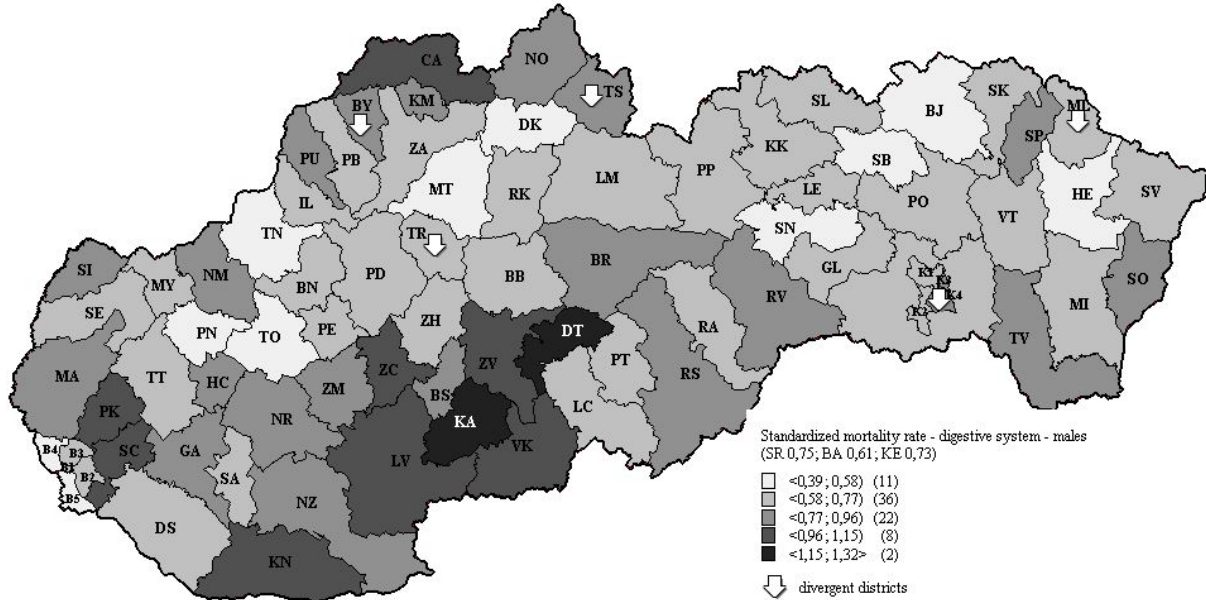 CA
NO
TS
BY
KM
DK
ZA
PU
PB
IL
MT
RK
LM
PP
KK
SL
BJ
SK
ML
SP
SB
HE
SV
LE
PO
VT
SN
GL
TN
TR
SI
NM
MY
BN
PD
BB
BR
RV
K1
K3
K4
K2
MI
SO
SE
PN
TO
PE
ZH
DT
RA
TV
MA
TT
HC
ZM
ZC
BS
ZV
PT
RS
PK
NR
KA
LC
B4
B3
B1
B2
B5
SC
GA
SA
LV
VK
NZ
DS
KN
Standardized mortality rate - digestive system - males
(SR 0,75; BA 0,61; KE 0,73)
<0,39 ; 0,58) (11)
<0,58 ; 0,77) (36)
<0,77 ; 0,96) (22)
<0,96 ; 1,15) (8)
<1,15 ; 1,32> (2)
divergent districts